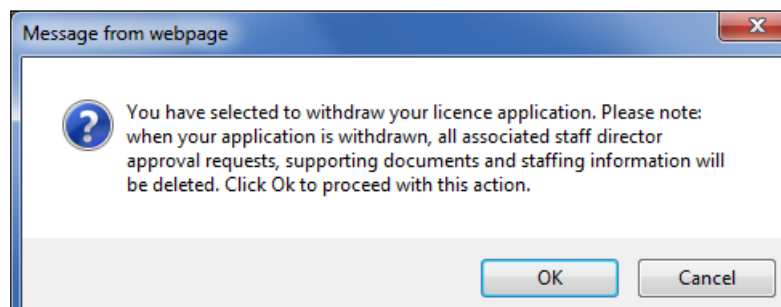 Message from webpage
x
?
You have selected to withdraw your licence application. Please note:
when your application is withdrawn, all associated staff director
approval requests, supporting documents and staffing information will
be deleted. Click Ok to proceed with this action.
OK Cancel